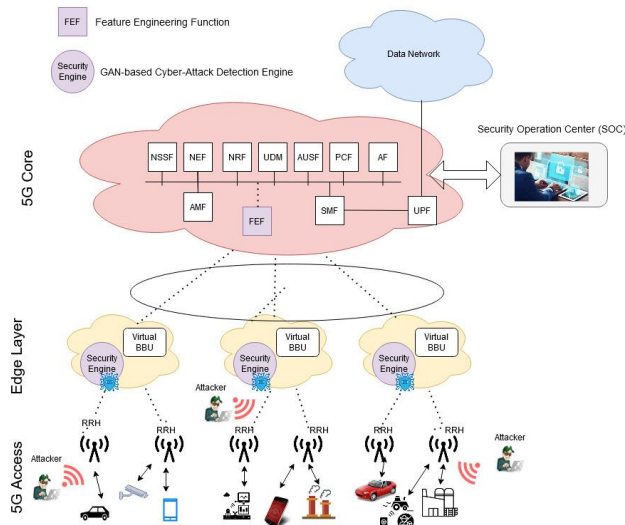 FEF
Feature Engineering Function
Security
Engine
GAN-based Cyber-Attack Detection Engine
Data Network
Security Operation Center (SOC)
5G Core
NSSF
NEF
NRF
UDM
AUSF
PCF
AF
AMF
FEF
SMF
UPF
Edge Layer
Virtual
BBU
Security
Engine
Virtual
BBU
Security
Engine
Virtual
BBU
Security
Engine
Attacker
5G Access
RRH
RRH
RRH
RRH
RRH
RRH
Attacker
Attacker